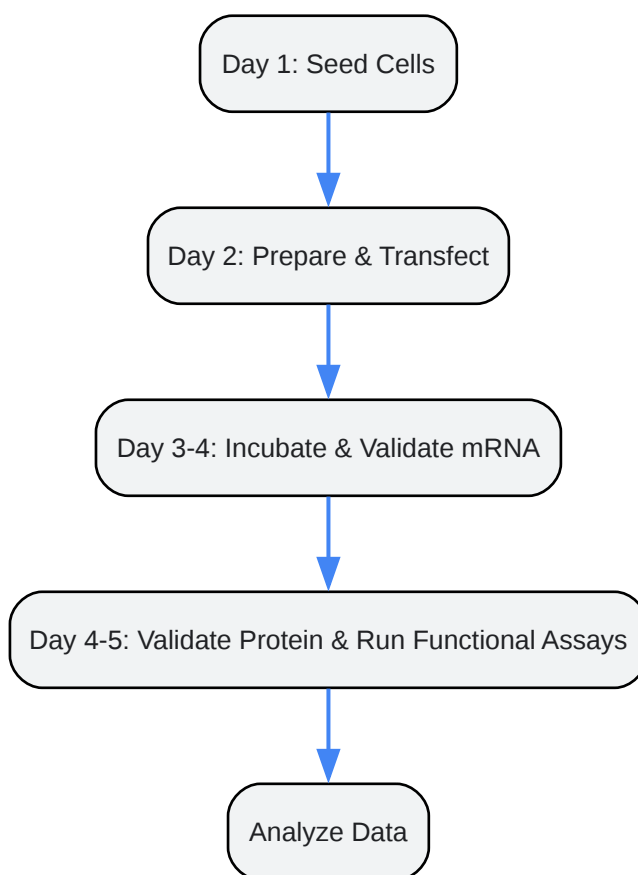 Day 1: Seed Cells
Day 2: Prepare & Transfect
Day 3-4: Incubate & Validate mRNA
Day 4-5: Validate Protein & Run Functional Assays
Analyze Data